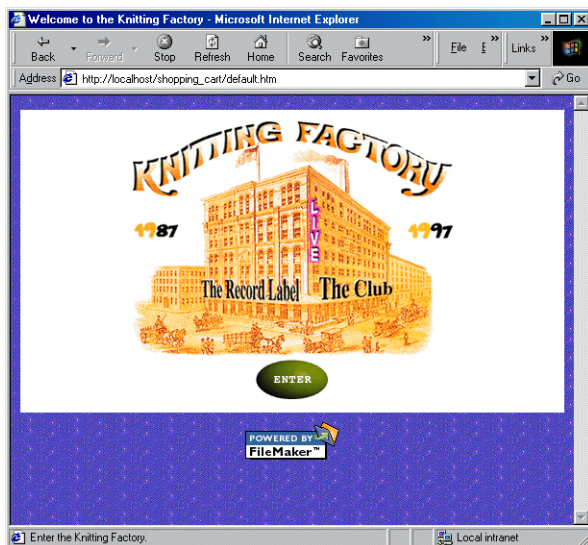 Welcome to the Knitting Factory - Microsoft Internet Explorer
Back Forward Stop Refresh Home Search Favorites » File E » Links »
Address http://localhost/shopping_cart/default.htm Go
KNITTING FACTORY
LIVE
1987 1997
The Record Label The Club
ENTER
POWERED BY
FileMaker™
Enter the Knitting Factory. Local intranet